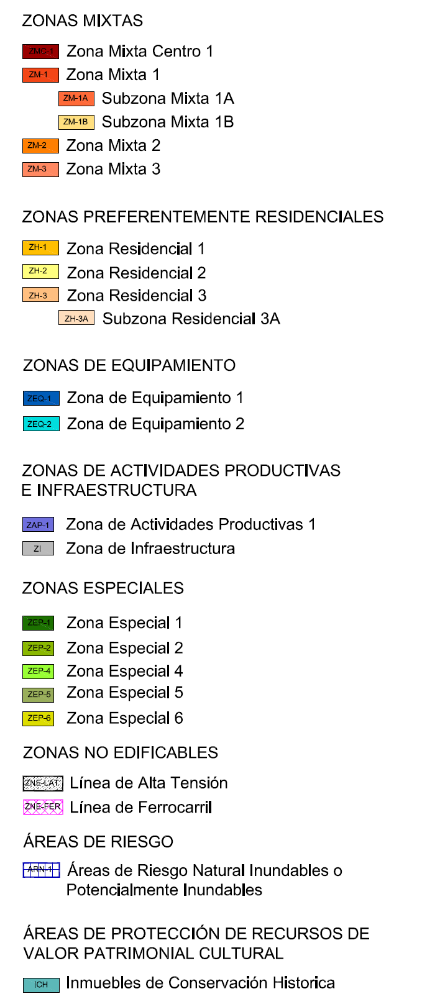 ZONAS MIXTAS
ZMC-1 Zona Mixta Centro 1
ZM-1 Zona Mixta 1
ZM-1A Subzona Mixta 1A
ZM-1B Subzona Mixta 1B
ZM-2 Zona Mixta 2
ZM-3 Zona Mixta 3
ZONAS PREFERENTEMENTE RESIDENCIALES
ZH-1 Zona Residencial 1
ZH-2 Zona Residencial 2
ZH-3 Zona Residencial 3
ZH-3A Subzona Residencial 3A
ZONAS DE EQUIPAMIENTO
ZEQ-1 Zona de Equipamiento 1
ZEQ-2 Zona de Equipamiento 2
ZONAS DE ACTIVIDADES PRODUCTIVAS
E INFRAESTRUCTURA
ZAP-1 Zona de Actividades Productivas 1
ZI Zona de Infraestructura
ZONAS ESPECIALES
ZEP-1 Zona Especial 1
ZEP-2 Zona Especial 2
ZEP-4 Zona Especial 4
ZEP-5 Zona Especial 5
ZEP-6 Zona Especial 6
ZONAS NO EDIFICABLES
ZNE-LAT Línea de Alta Tensión
ZNE-FER Línea de Ferrocarril
ÁREAS DE RIESGO
ARN-1 Áreas de Riesgo Natural Inundables o
Potencialmente Inundables
ÁREAS DE PROTECCIÓN DE RECURSOS DE
VALOR PATRIMONIAL CULTURAL
ICH Inmuebles de Conservación Historica